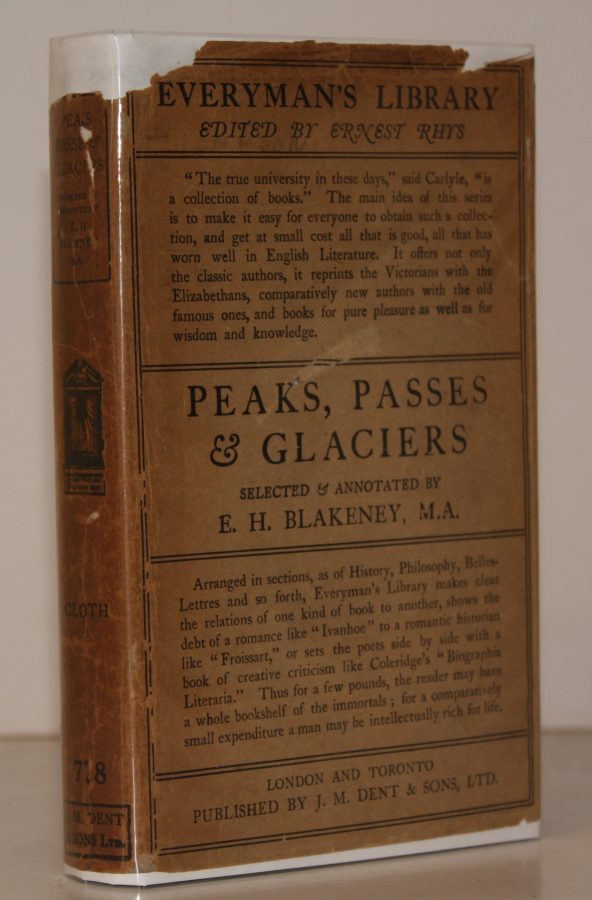 PEAKS
PASSES &
GLACIERS
SELECTED &
ANNOTATED
E. H.
BLAKENEY
M.A.
CLOTH
778
J. M. DENT
& SONS LTD.
EVERYMAN'S LIBRARY
EDITED BY ERNEST RHYS
"The true university in these days," said Carlyle, "is
a collection of books." The main idea of this series
is to make it easy for everyone to obtain such a collec-
tion, and get at small cost all that is good, all that has
worn well in English Literature. It offers not only
the classic authors, it reprints the Victorians with the
Elizabethans, comparatively new authors with the old
famous ones, and books for pure pleasure as well as for
wisdom and knowledge.
PEAKS, PASSES
& GLACIERS
SELECTED & ANNOTATED BY
E. H. BLAKENEY, M.A.
Arranged in sections, as of History, Philosophy, Belles-
Lettres and so forth, Everyman's Library makes clear
the relations of one kind of book to another, shows the
debt of a romance like "Ivanhoe" to a romantic historian
like "Froissart," or sets the poets side by side with a
book of creative criticism like Coleridge's "Biographia
Literaria." Thus for a few pounds, the reader may have
a whole bookshelf of the immortals; for a comparatively
small expenditure a man may be intellectually rich for life.
LONDON AND TORONTO
PUBLISHED BY J. M. DENT & SONS, LTD.